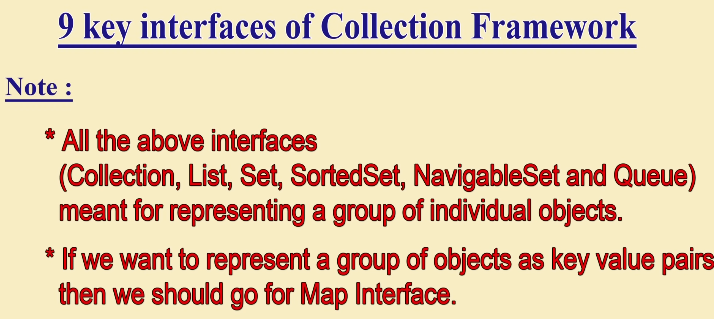 9 key interfaces of Collection Framework
Note :
* All the above interfaces
(Collection, List, Set, SortedSet, NavigableSet and Queue)
meant for representing a group of individual objects.
* If we want to represent a group of objects as key value pairs
then we should go for Map Interface.